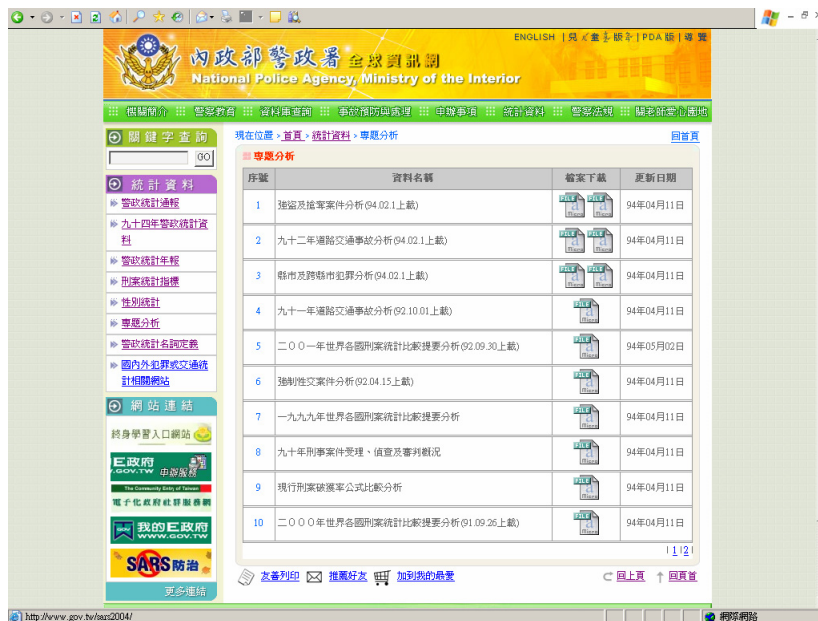 ENGLISH | 兒童版 | PDA 版 | 導覽
內政部警政署 全球資訊網
National Police Agency, Ministry of the Interior
機關簡介 警察教育 資料庫查詢 事故預防與處理 申辦事項 統計資料 警察法規 關老師愛心園地
關鍵字查詢
GO
現在位置 > 首頁 > 統計資料 > 專題分析
回首頁
統計資料
警政統計通報
九十四年警政統計資
料
警政統計年報
刑案統計指標
性別統計
專題分析
警政統計名詞定義
國內外犯罪或交通統
計相關網站
網站連結
終身學習入口網站
E政府
.GOV.TW 申辦服務
The Community Entry of Taiwan
電子化政府社群服務網
我的E政府
WWW.GOV.TW
SARS防治
更多連結
專題分析
序號 資料名稱 檔案下載 更新日期
1 強盜及搶奪案件分析(94.02.1上載) 94年04月11日
2 九十二年道路交通事故分析(94.02.1上載) 94年04月11日
3 縣市及跨縣市犯罪分析(94.02.1上載) 94年04月11日
4 九十一年道路交通事故分析(92.10.01上載) 94年04月11日
5 二００一年世界各國刑案統計比較提要分析(92.09.30上載) 94年05月02日
6 強制性交案件分析(92.04.15上載) 94年04月11日
7 一九九九年世界各國刑案統計比較提要分析 94年04月11日
8 九十年刑事案件受理、偵查及審判概況 94年04月11日
9 現行刑案破獲率公式比較分析 94年04月11日
10 二０００年世界各國刑案統計比較提要分析(91.09.26上載) 94年04月11日
| 1 | 2 |
友善列印 推薦好友 加到我的最愛 回上頁 回頁首
http://www.gov.tw/sars2004/ 網際網路